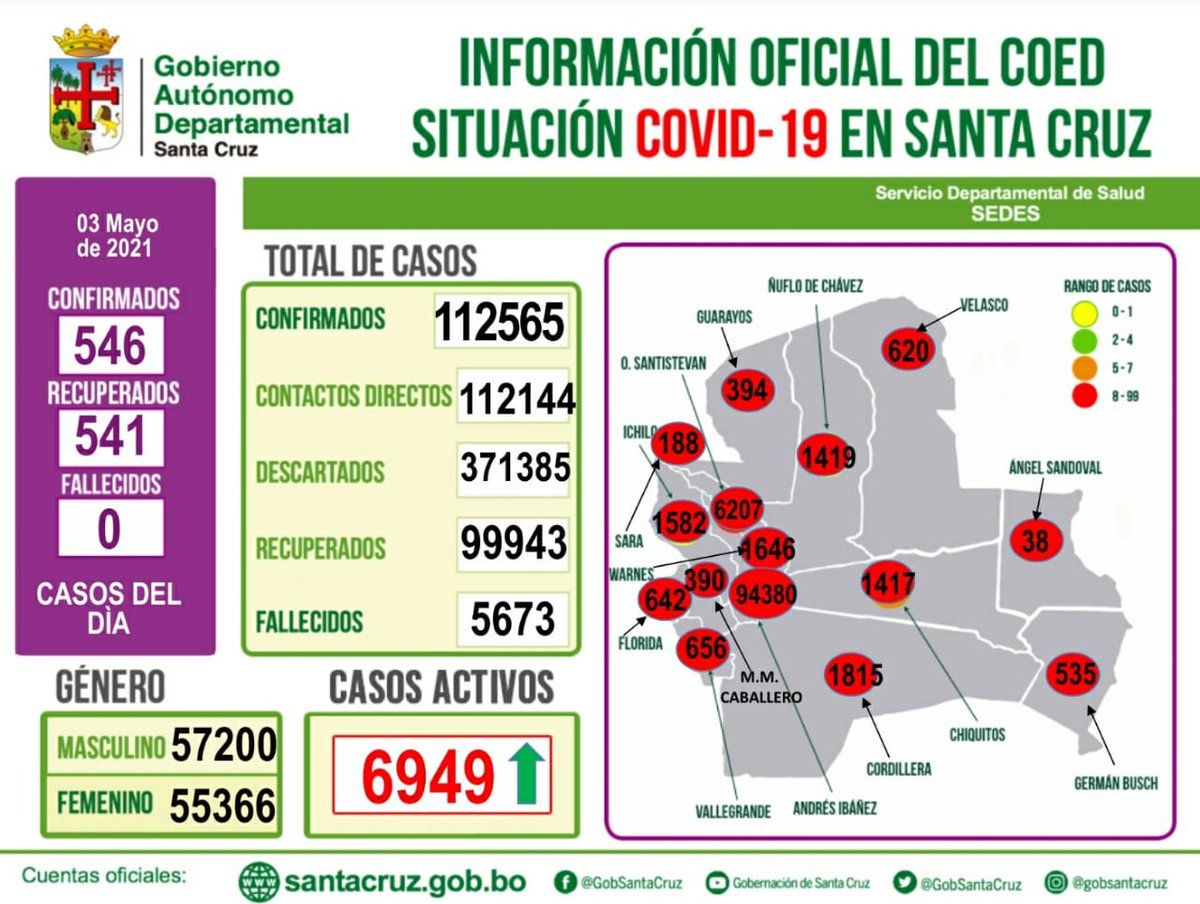 Gobierno
Autónomo
Departamental
Santa Cruz
INFORMACIÓN OFICIAL DEL COED
SITUACIÓN COVID-19 EN SANTA CRUZ
Servicio Departamental de Salud
SEDES
03 Mayo
de 2021
CONFIRMADOS
546
RECUPERADOS
541
FALLECIDOS
0
CASOS DEL
DÌA
TOTAL DE CASOS
CONFIRMADOS 112565
CONTACTOS DIRECTOS 112144
DESCARTADOS 371385
RECUPERADOS 99943
FALLECIDOS 5673
GÉNERO
MASCULINO 57200
FEMENINO 55366
CASOS ACTIVOS
6949
ÑUFLO DE CHÁVEZ
GUARAYOS
VELASCO
O. SANTISTEVAN
ICHILO
RANGO DE CASOS
0 - 1
2 - 4
5 - 7
8 - 99
620
394
188
1419
ÁNGEL SANDOVAL
6207
1582
SARA
1646
38
WARNES
390
642
94380
1417
FLORIDA
656
M.M.
CABALLERO
1815
535
CHIQUITOS
CORDILLERA
GERMÁN BUSCH
VALLEGRANDE
ANDRÉS IBÁÑEZ
Cuentas oficiales:
www
santacruz.gob.bo
@GobSantaCruz
Gobernación de Santa Cruz
@GobSantaCruz
@gobsantacruz